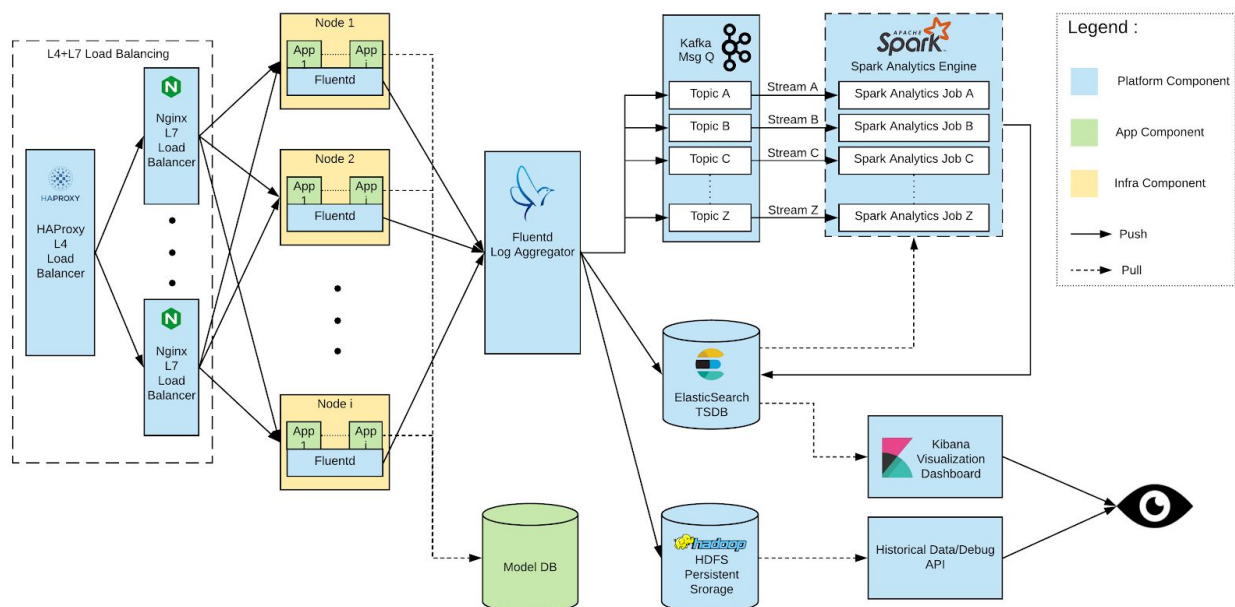 L4+L7 Load Balancing
HAPROXY
HAProxy
L4
Load
Balancer
Nginx
L7
Load
Balancer
Nginx
L7
Load
Balancer
Node 1
App
1
App
i
Fluentd
Node 2
App
1
App
i
Fluentd
Node i
App
1
App
i
Fluentd
Model DB
Fluentd
Log Aggregator
Kafka
Msg Q
Topic A
Topic B
Topic C
Topic Z
Stream A
Stream B
Stream C
Stream Z
APACHE
Spark
Spark Analytics Engine
Spark Analytics Job A
Spark Analytics Job B
Spark Analytics Job C
Spark Analytics Job Z
ElasticSearch
TSDB
Kibana
Visualization
Dashboard
hadoop
HDFS
Persistent
Srorage
Historical Data/Debug
API
Legend :
Platform Component
App Component
Infra Component
Push
Pull